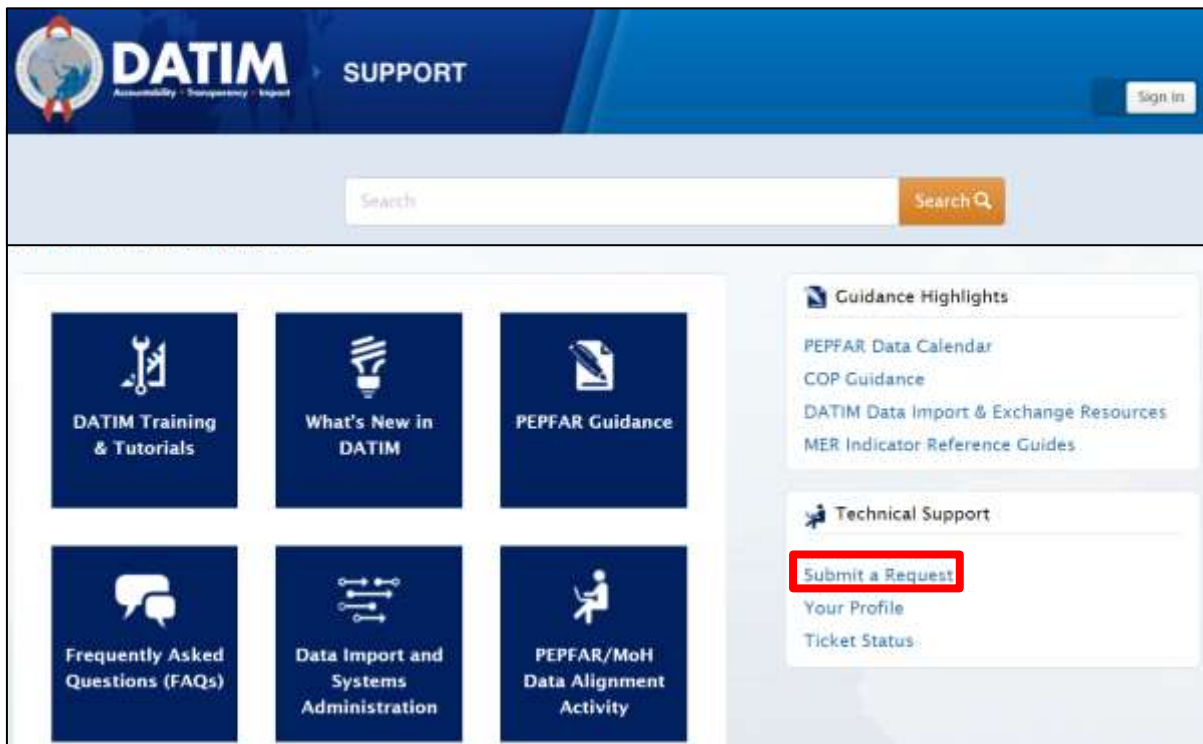 DATIM
Accountability · Transparency · Impact
SUPPORT
Sign in
Search
Search
DATIM Training
& Tutorials
What's New in
DATIM
PEPFAR Guidance
Frequently Asked
Questions (FAQs)
Data Import and
Systems
Administration
PEPFAR/MoH
Data Alignment
Activity
Guidance Highlights
PEPFAR Data Calendar
COP Guidance
DATIM Data Import & Exchange Resources
MER Indicator Reference Guides
Technical Support
Submit a Request
Your Profile
Ticket Status